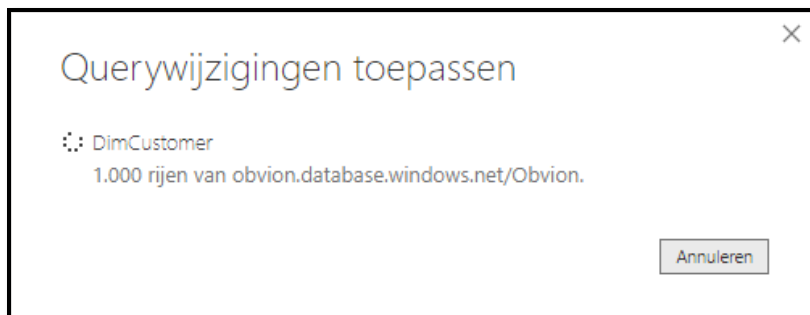 Querywijzigingen toepassen
DimCustomer
1.000 rijen van obvion.database.windows.net/Obvion.
Annuleren